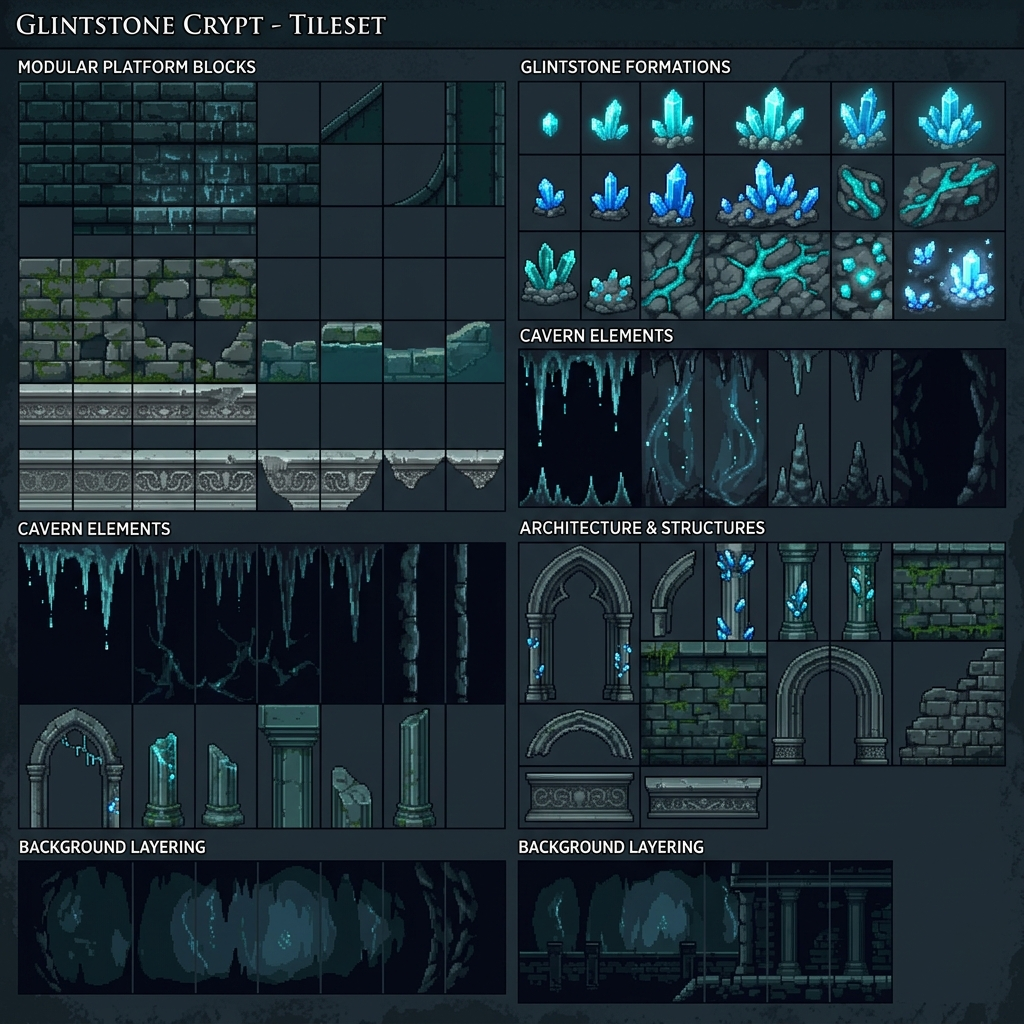 GLINTSTONE CRYPT - TILESET
MODULAR PLATFORM BLOCKS
GLINTSTONE FORMATIONS
CAVERN ELEMENTS
CAVERN ELEMENTS
ARCHITECTURE & STRUCTURES
BACKGROUND LAYERING
BACKGROUND LAYERING